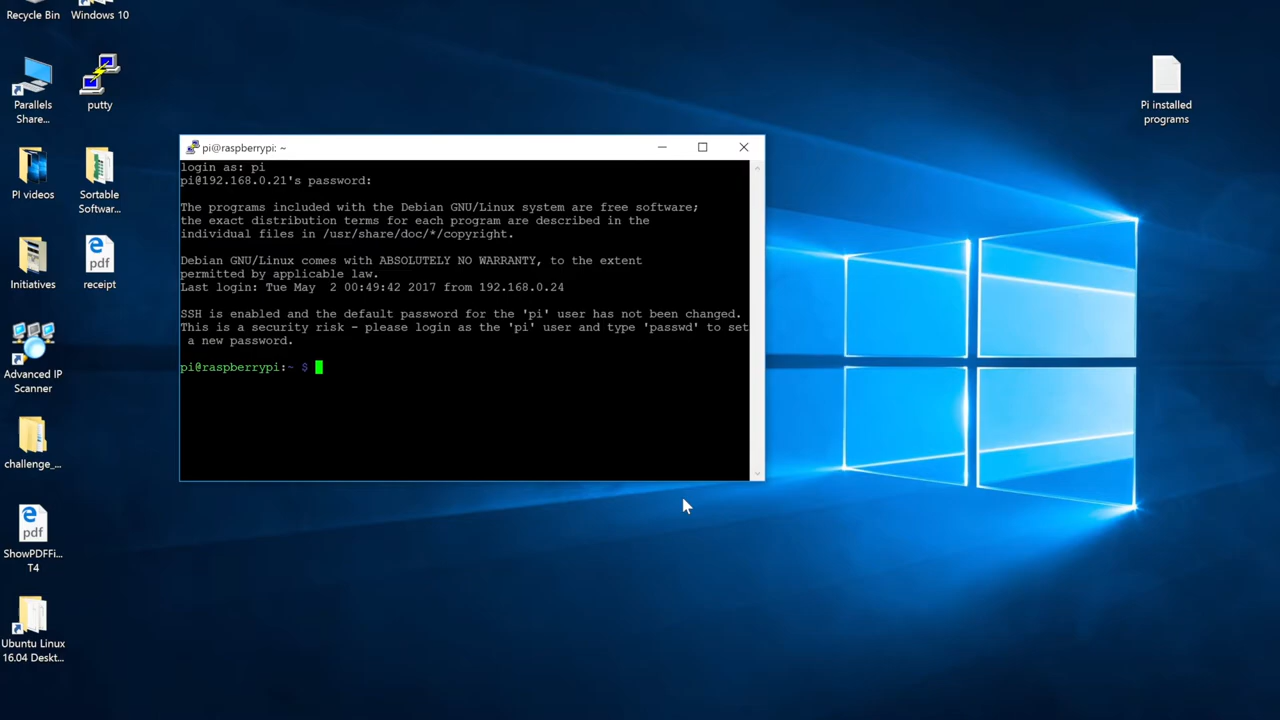 Recycle Bin
Windows 10
Parallels
Share...
putty
Pi installed
programs
PI videos
Sortable
Softwar...
Initiatives
pdf
receipt
Advanced IP
Scanner
challenge_...
pdf
ShowPDFFi...
T4
Ubuntu Linux
16.04 Deskt...
pi@raspberrypi: ~
login as: pi
pi@192.168.0.21's password:
The programs included with the Debian GNU/Linux system are free software;
the exact distribution terms for each program are described in the
individual files in /usr/share/doc/*/copyright.
Debian GNU/Linux comes with ABSOLUTELY NO WARRANTY, to the extent
permitted by applicable law.
Last login: Tue May  2 00:49:42 2017 from 192.168.0.24
SSH is enabled and the default password for the 'pi' user has not been changed.
This is a security risk - please login as the 'pi' user and type 'passwd' to set
 a new password.
pi@raspberrypi:~ $